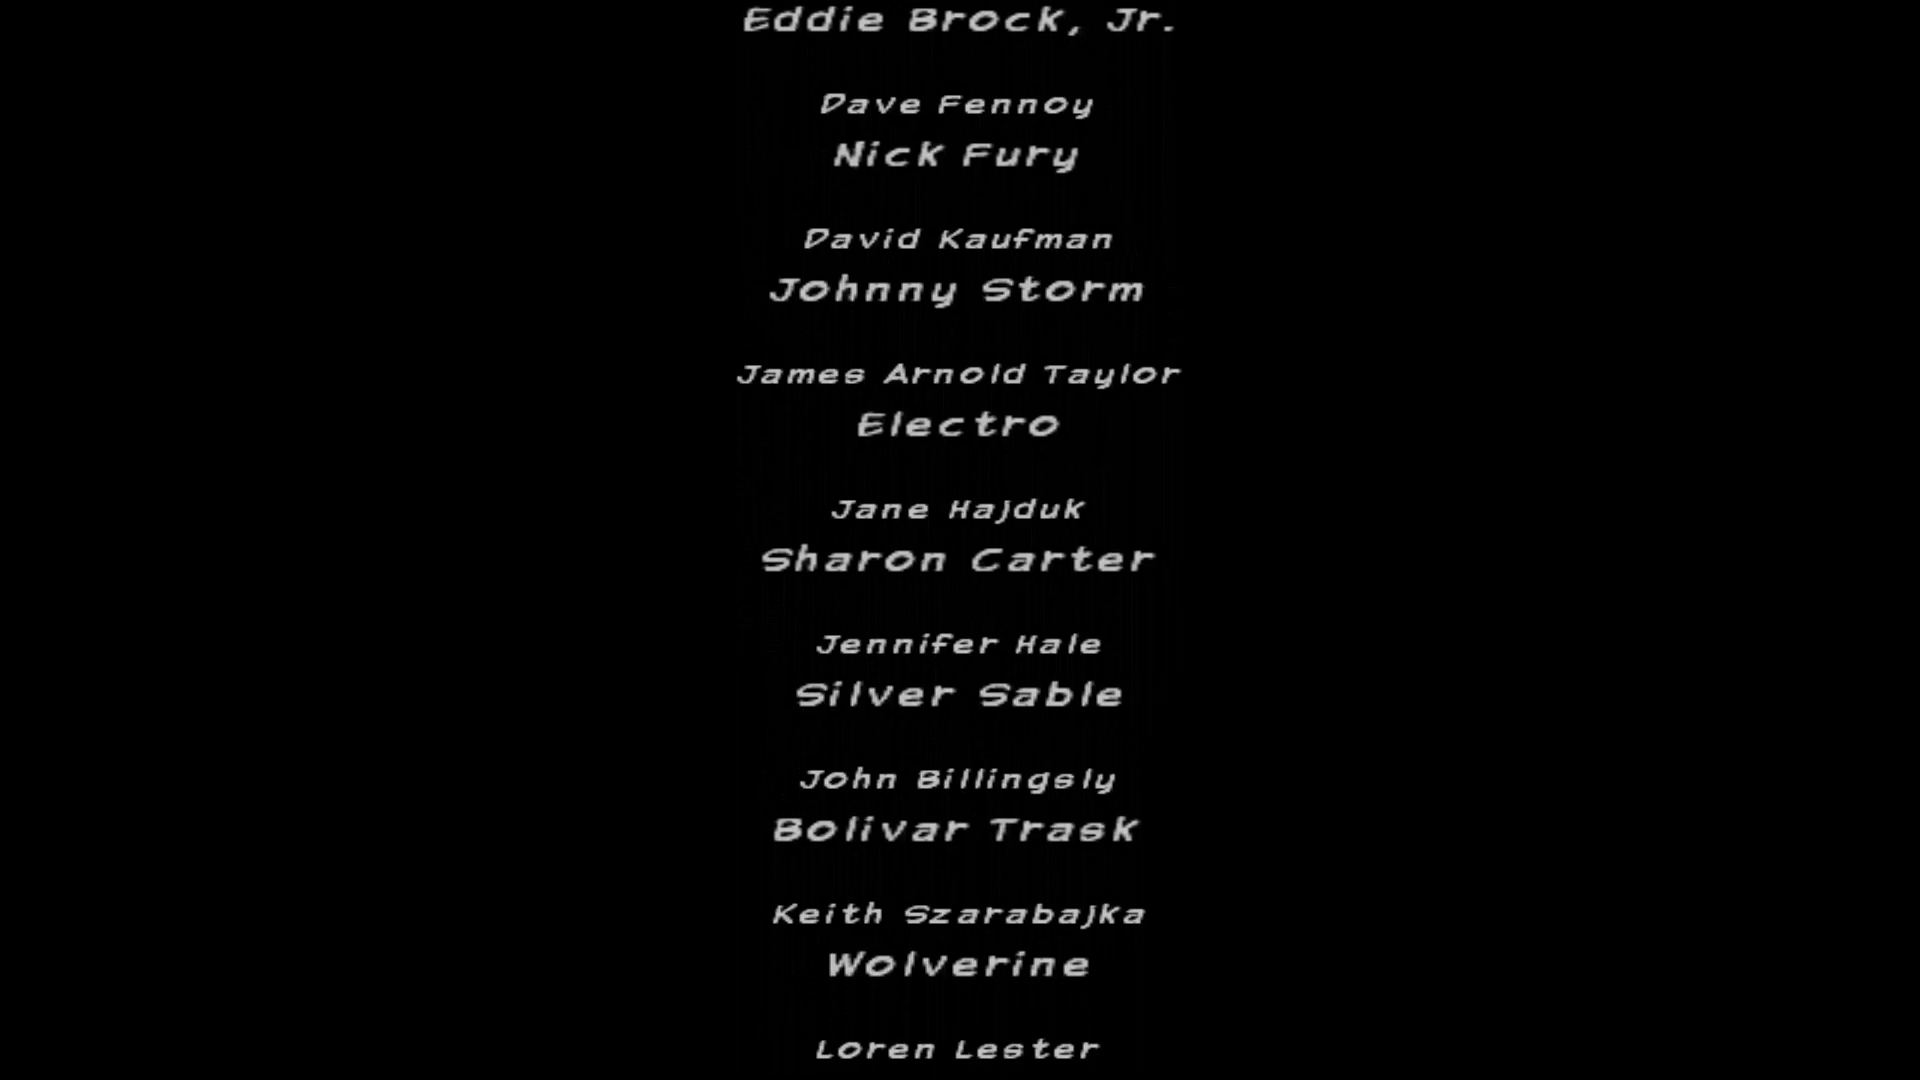 Eddie Brock, Jr.
Dave Fennoy
Nick Fury
David Kaufman
Johnny Storm
James Arnold Taylor
Electro
Jane Hajduk
Sharon Carter
Jennifer Hale
Silver Sable
John Billingsly
Bolivar Trask
Keith Szarabajka
Wolverine
Loren Lester